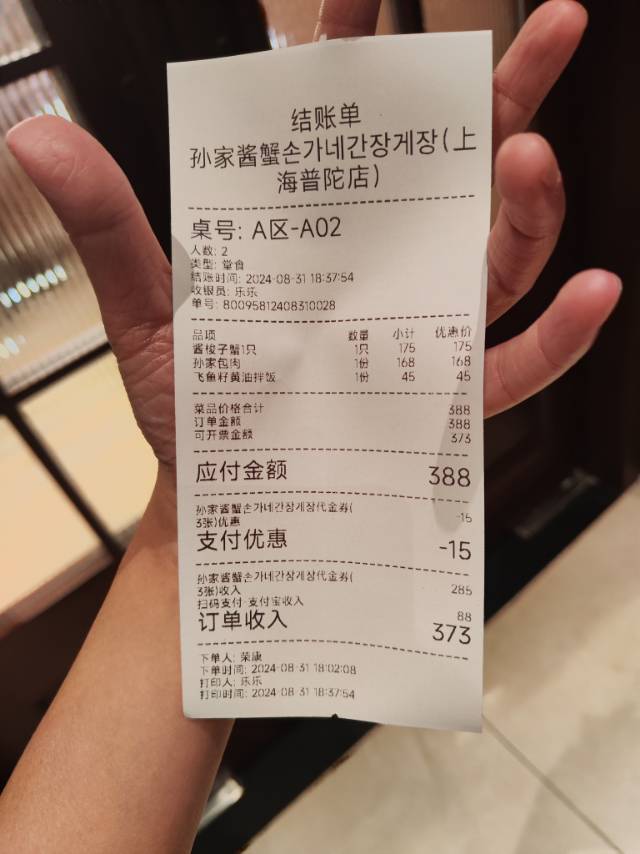 结账单
孙家酱蟹손가네간장게장(上
海普陀店)
桌号: A区-A02
人数: 2
类型: 堂食
结账时间: 2024-08-31 18:37:54
收银员: 乐乐
单号: 80095812408310028
品项 数量 小计 优惠价
酱梭子蟹1只 1只 175 175
孙家包肉 1份 168 168
飞鱼籽黄油拌饭 1份 45 45
菜品价格合计 388
订单金额 388
可开票金额 373
应付金额 388
孙家酱蟹손가네간장게장代金券(
3张)优惠 -15
支付优惠 -15
孙家酱蟹손가네간장게장代金券(
3张)收入 285
扫码支付-支付宝收入 88
订单收入 373
下单人: 荣康
下单时间: 2024-08-31 18:02:08
打印人: 乐乐
打印时间: 2024-08-31 18:37:54